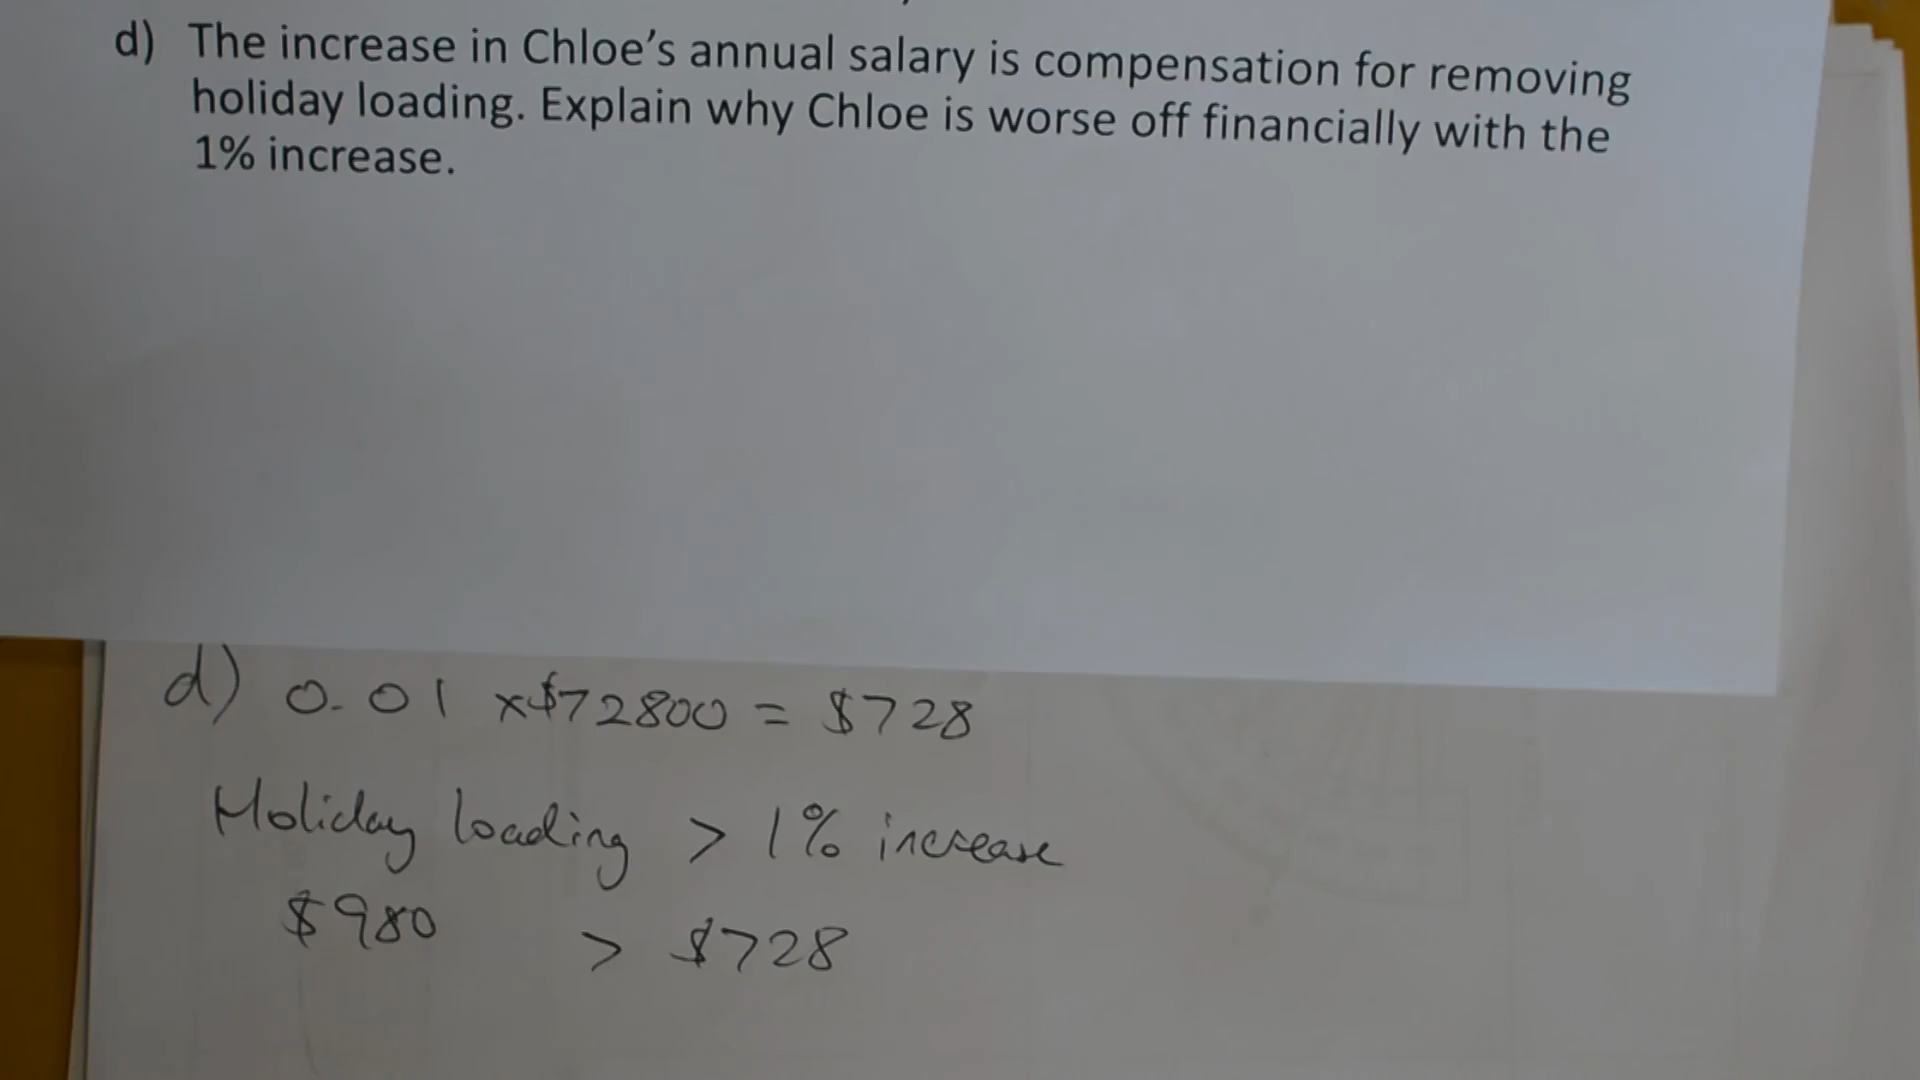 d) The increase in Chloe's annual salary is compensation for removing
holiday loading. Explain why Chloe is worse off financially with the
1% increase.
d) 0.01 x $72800 = $728
Holiday loading > 1% increase
$980 > $728